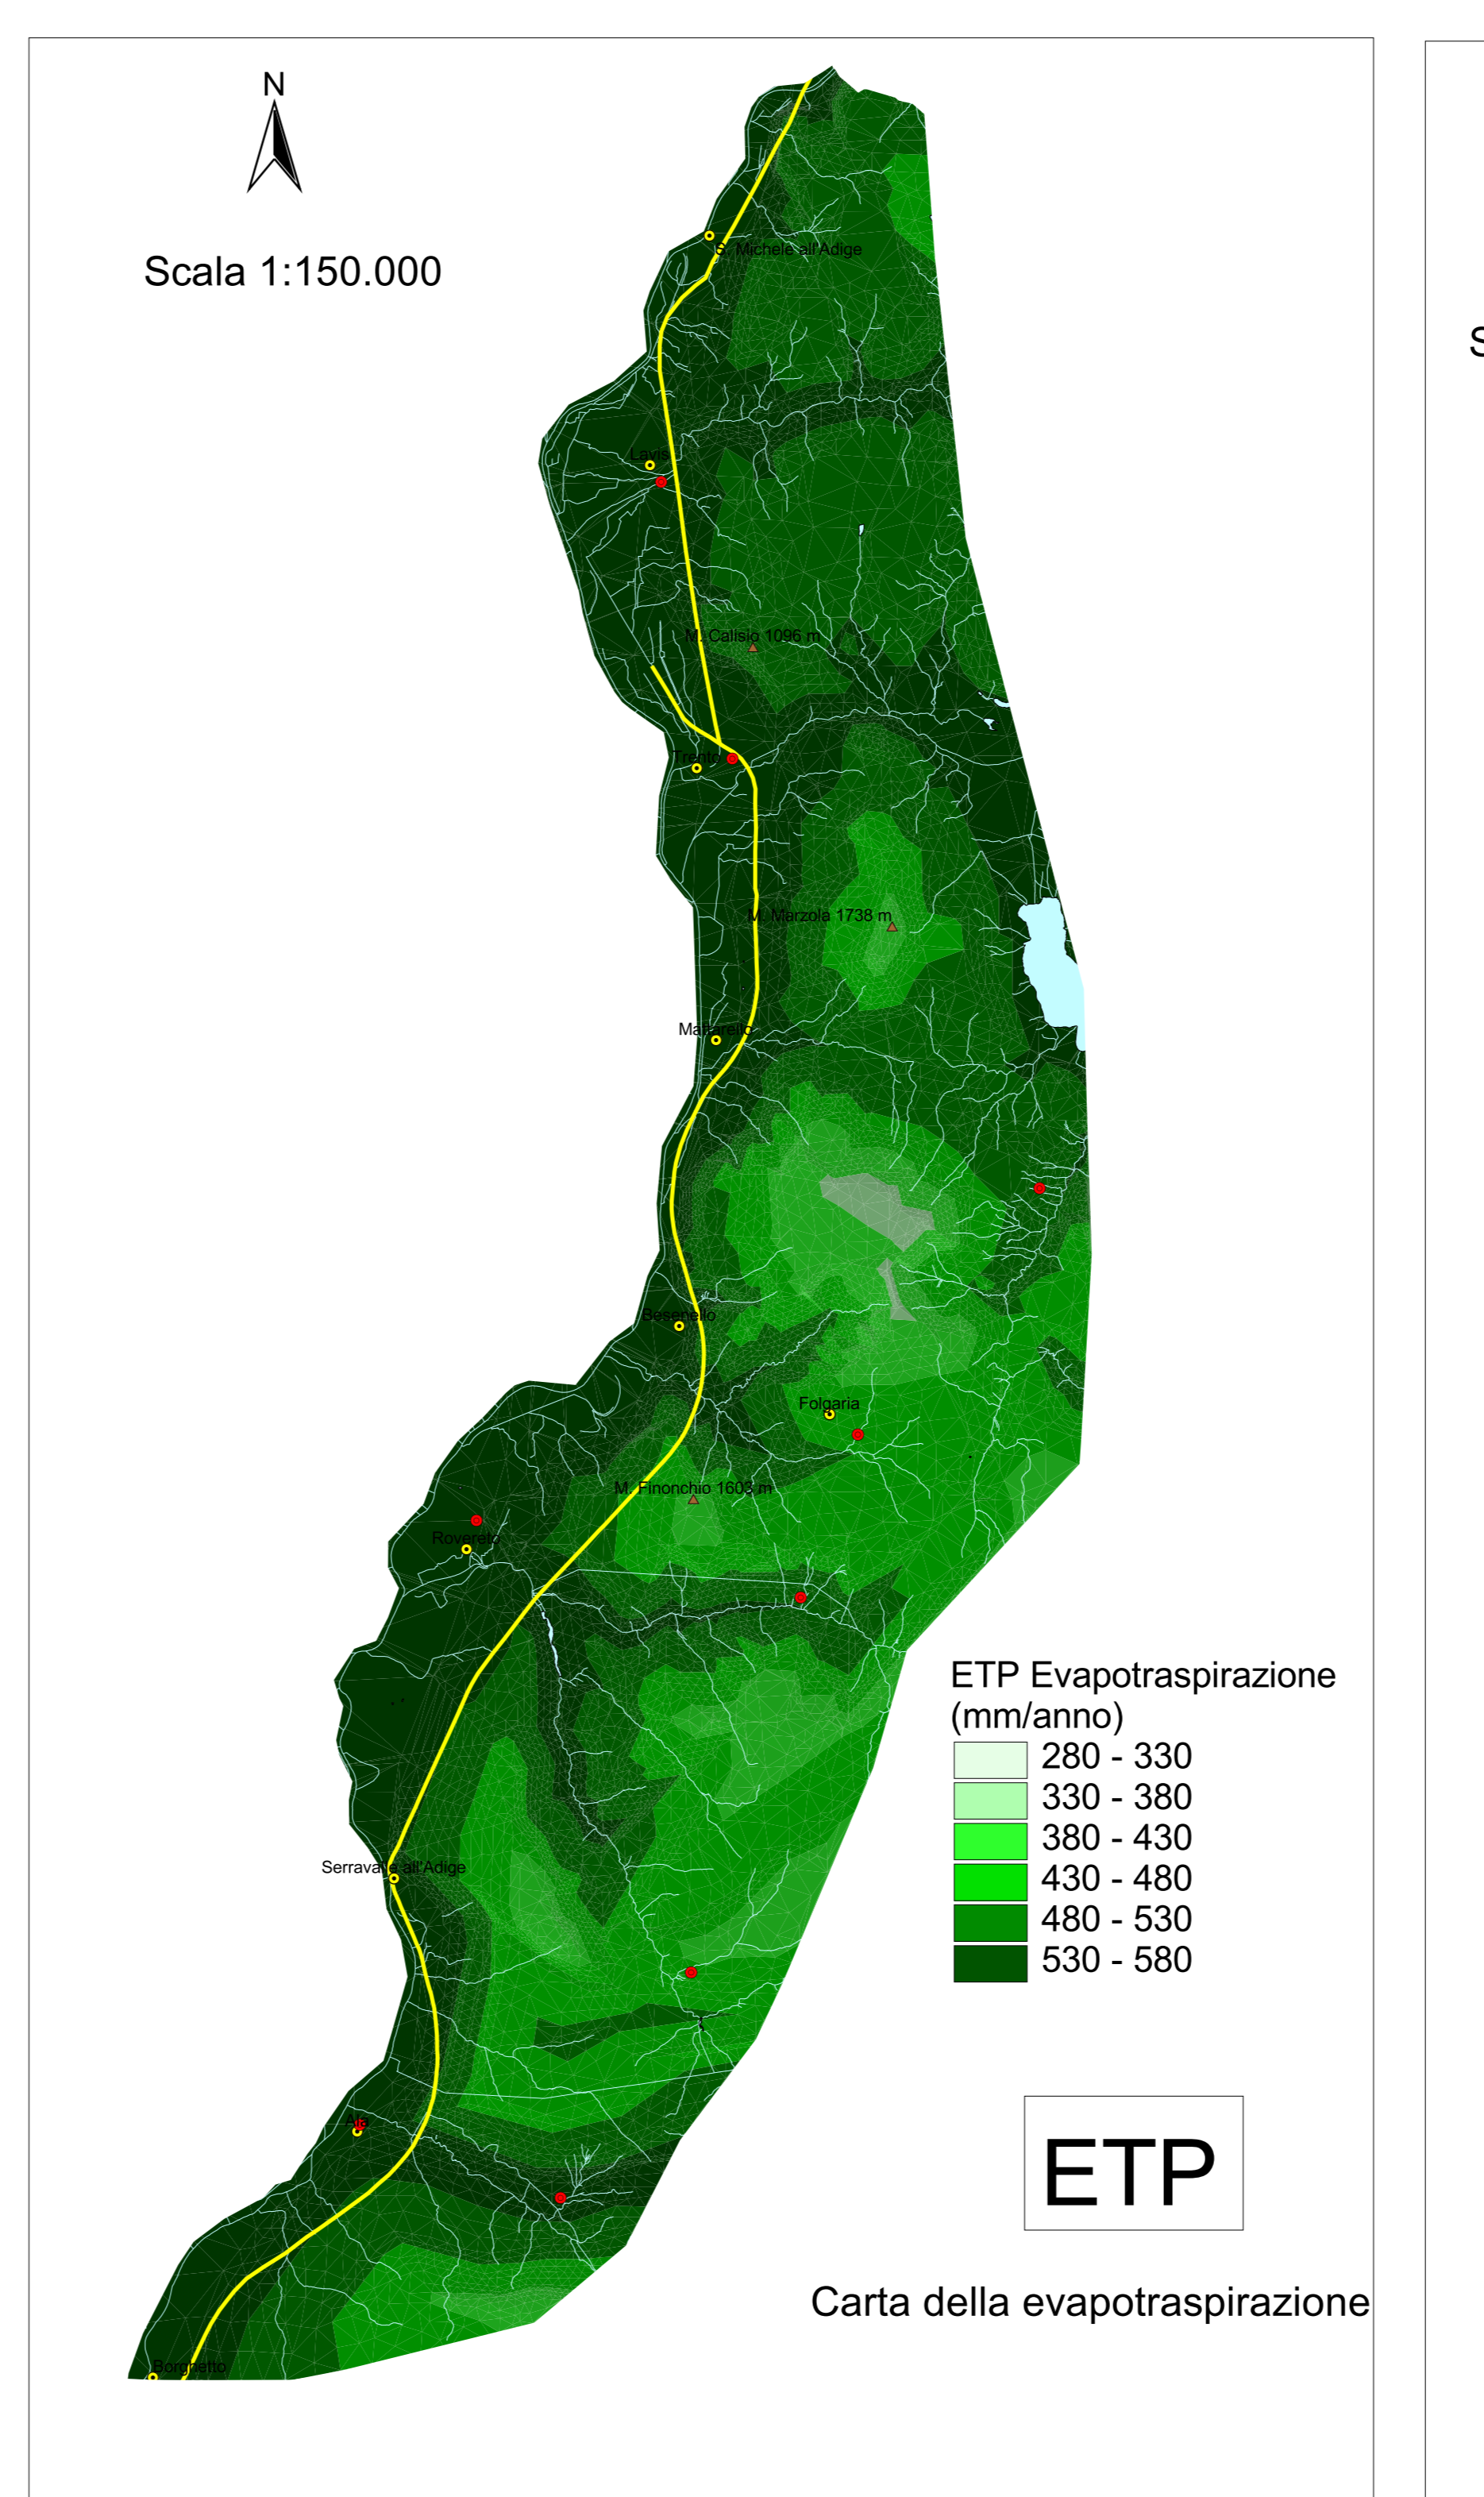 N
Scala 1:150.000
S
S. Michele all'Adige
Lavis
M. Calisio 1096 m
Trento
M. Marzola 1738 m
Mattarello
Besenello
Folgaria
M. Finonchio 1603 m
Rovereto
ETP Evapotraspirazione
(mm/anno)
280 - 330
330 - 380
380 - 430
430 - 480
480 - 530
530 - 580
Serravalle all'Adige
Ala
ETP
Carta della evapotraspirazione
Borghetto